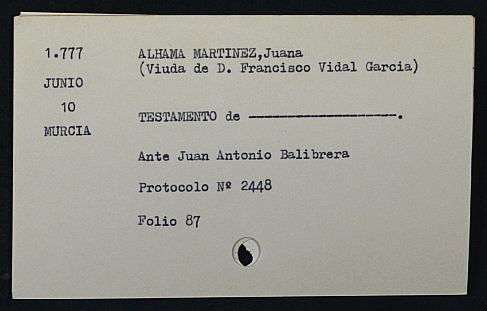 1.777
JUNIO
10
MURCIA
ALHAMA MARTINEZ,Juana
(Viuda de D. Francisco Vidal Garcia)
TESTAMENTO de --------------------.
Ante Juan Antonio Balibrera
Protocolo Nº 2448
Folio 87